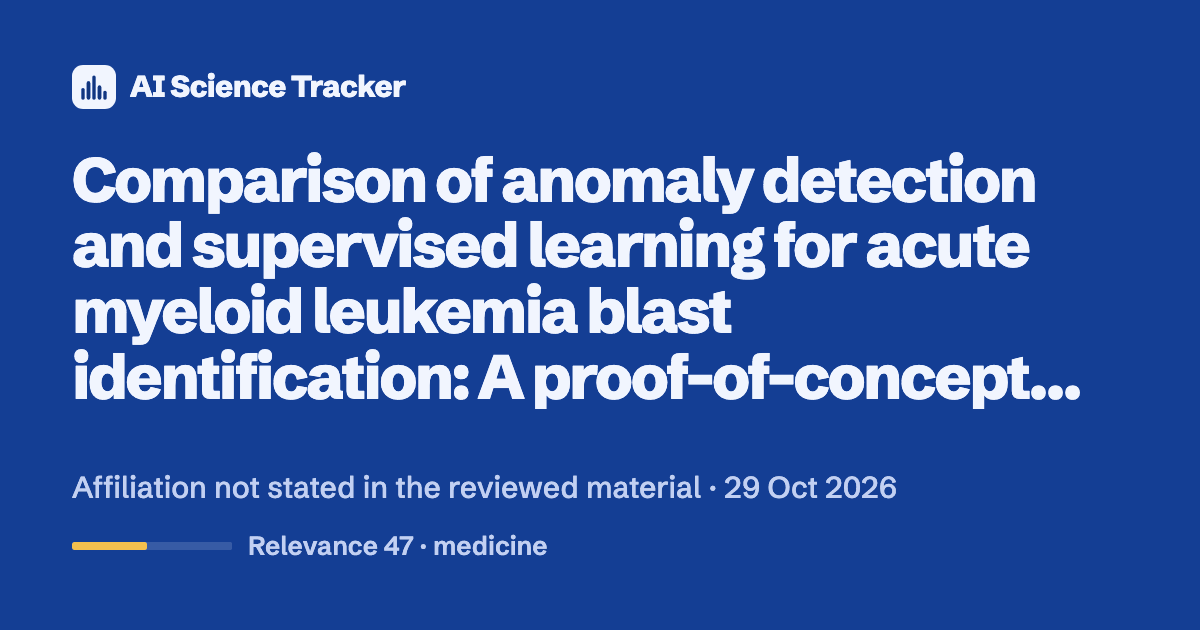 AI Science Tracker
Comparison of anomaly detection
and supervised learning for acute
myeloid leukemia blast
identification: A proof-of-concept...
Affiliation not stated in the reviewed material · 29 Oct 2026
Relevance 47 · medicine